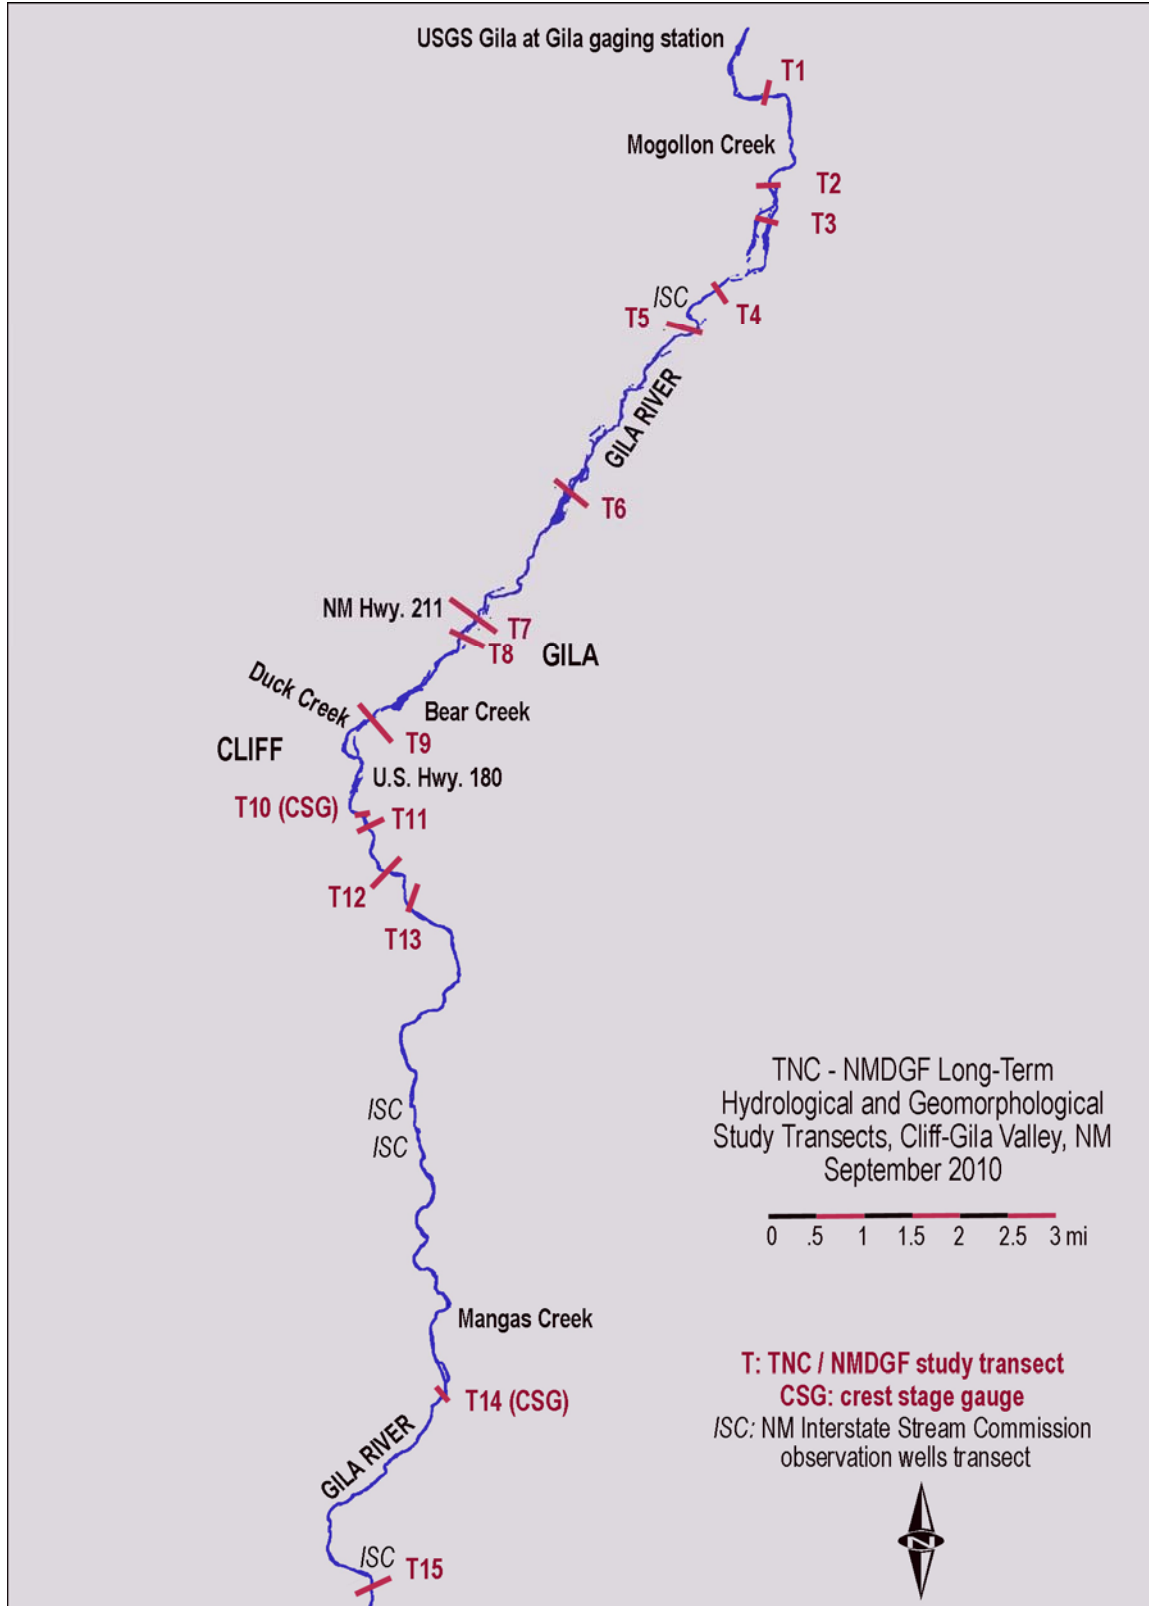 USGS Gila at Gila gaging station
T1
Mogollon Creek
T2
T3
ISC
T4
T5
GILA RIVER
T6
NM Hwy. 211
T7
T8
GILA
Duck Creek
Bear Creek
T9
CLIFF
U.S. Hwy. 180
T10 (CSG)
T11
T12
T13
ISC
ISC
Mangas Creek
T14 (CSG)
GILA RIVER
ISC
T15
TNC - NMDGF Long-Term
Hydrological and Geomorphological
Study Transects, Cliff-Gila Valley, NM
September 2010
0 .5 1 1.5 2 2.5 3 mi
T: TNC / NMDGF study transect
CSG: crest stage gauge
ISC: NM Interstate Stream Commission
observation wells transect
N